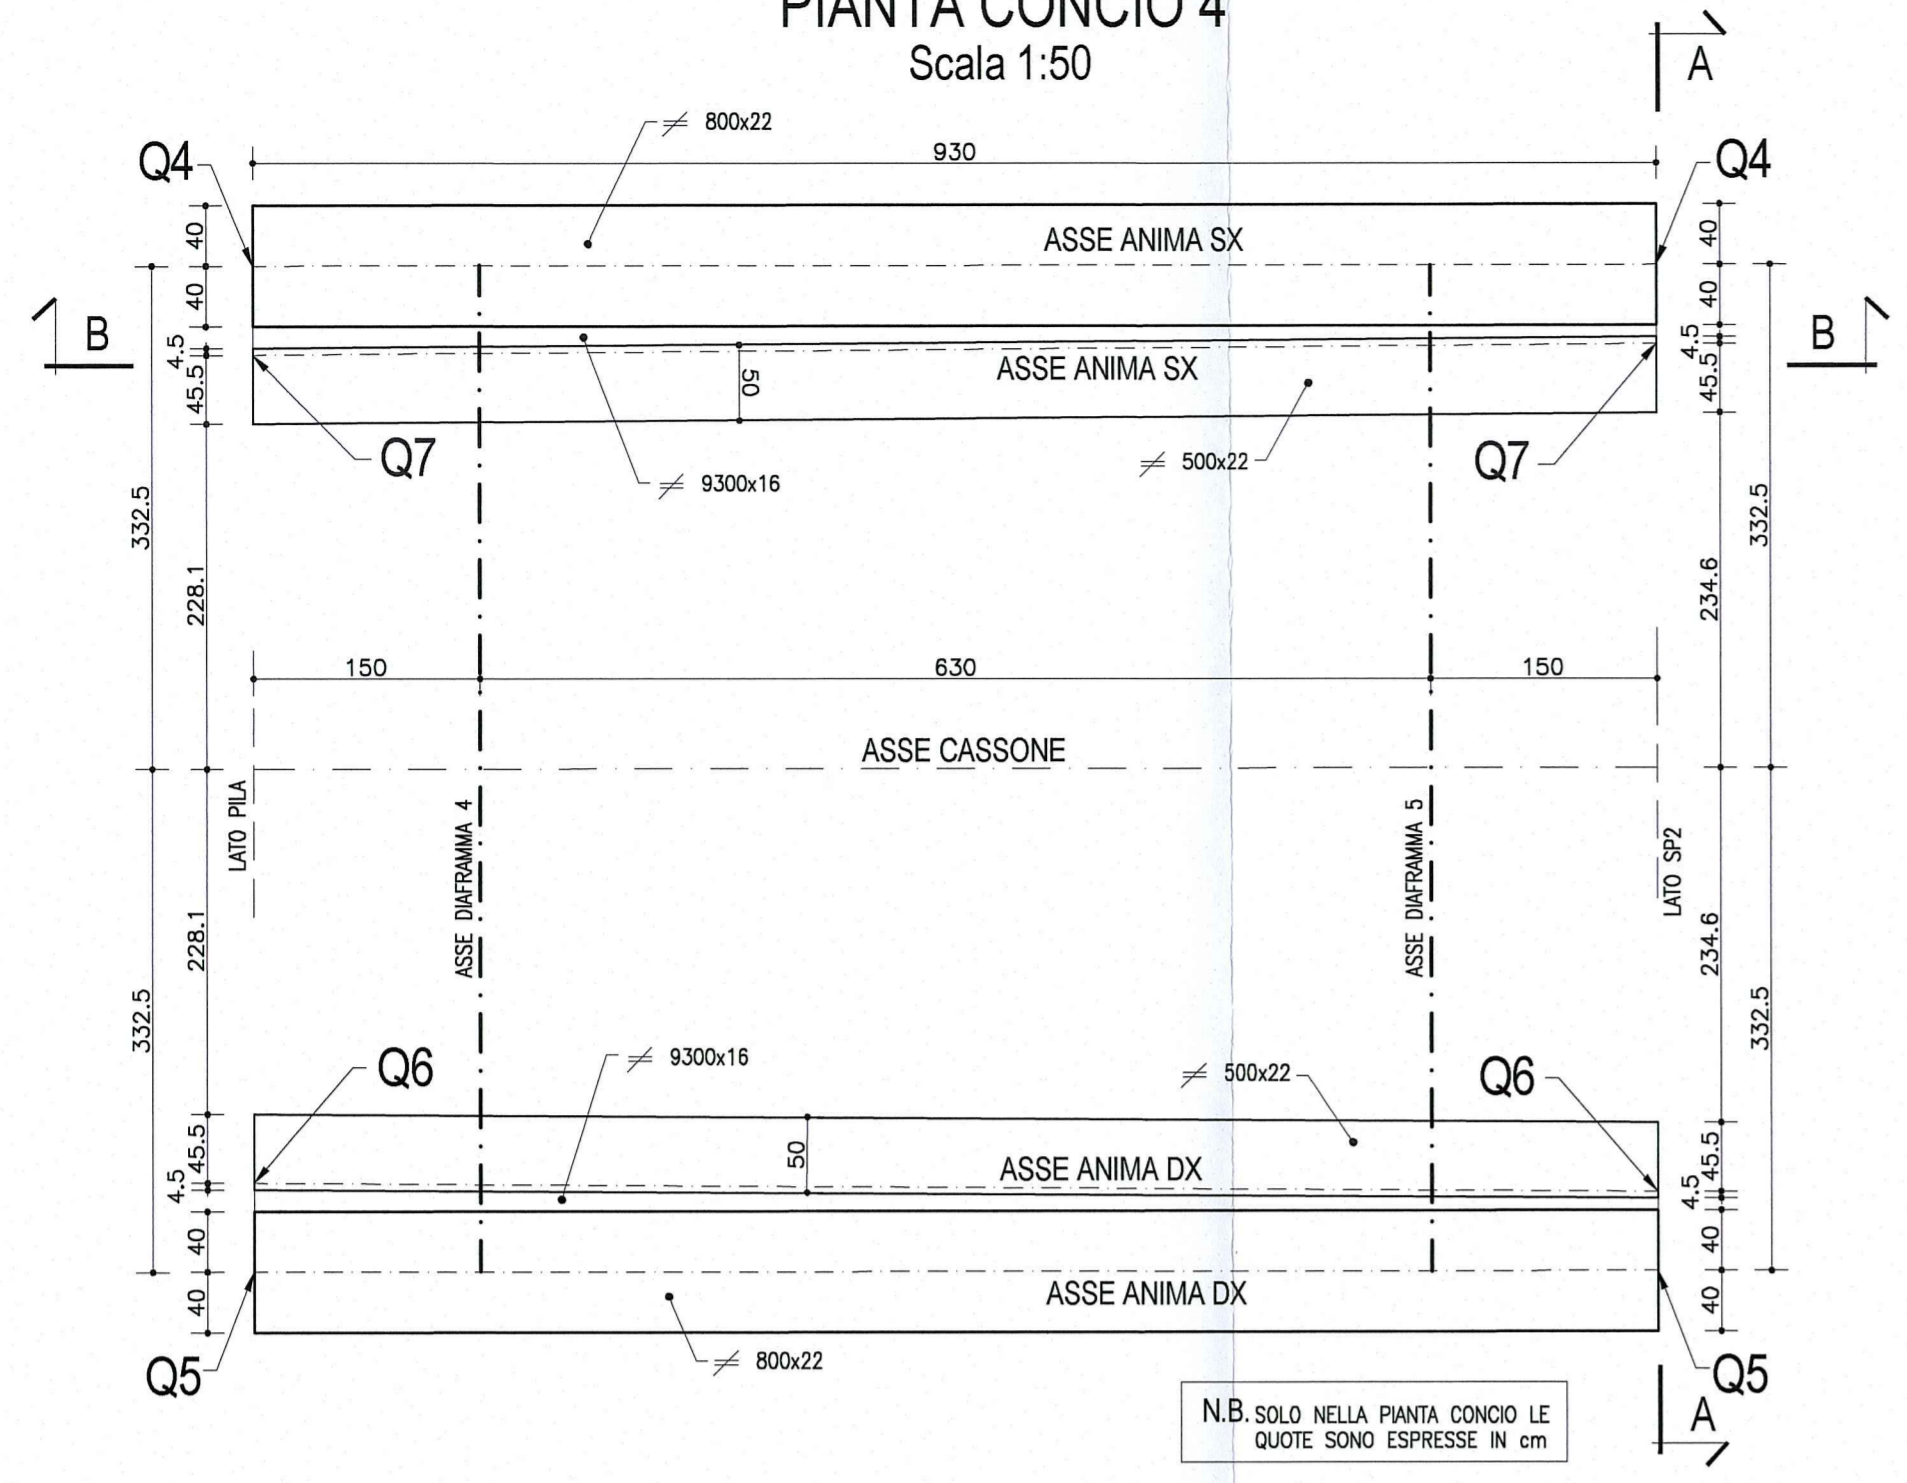 PIANTA CONCIO 4
Scala 1:50
A
800x22
930
Q4
Q4
40
40
ASSE ANIMA SX
40
40
B
B
4.5
4.5
ASSE ANIMA SX
50
45.5
45.5
Q7
Q7
9300x16
500x22
332.5
332.5
228.1
234.6
150
630
150
ASSE CASSONE
LATO PILA
ASSE DIAFRAMMA 4
ASSE DIAFRAMMA 5
LATO SP2
228.1
234.6
332.5
332.5
Q6
9300x16
500x22
Q6
45.5
45.5
50
ASSE ANIMA DX
4.5
4.5
40
40
ASSE ANIMA DX
40
40
Q5
800x22
Q5
N.B. SOLO NELLA PIANTA CONCIO LE
QUOTE SONO ESPRESSE IN cm
A